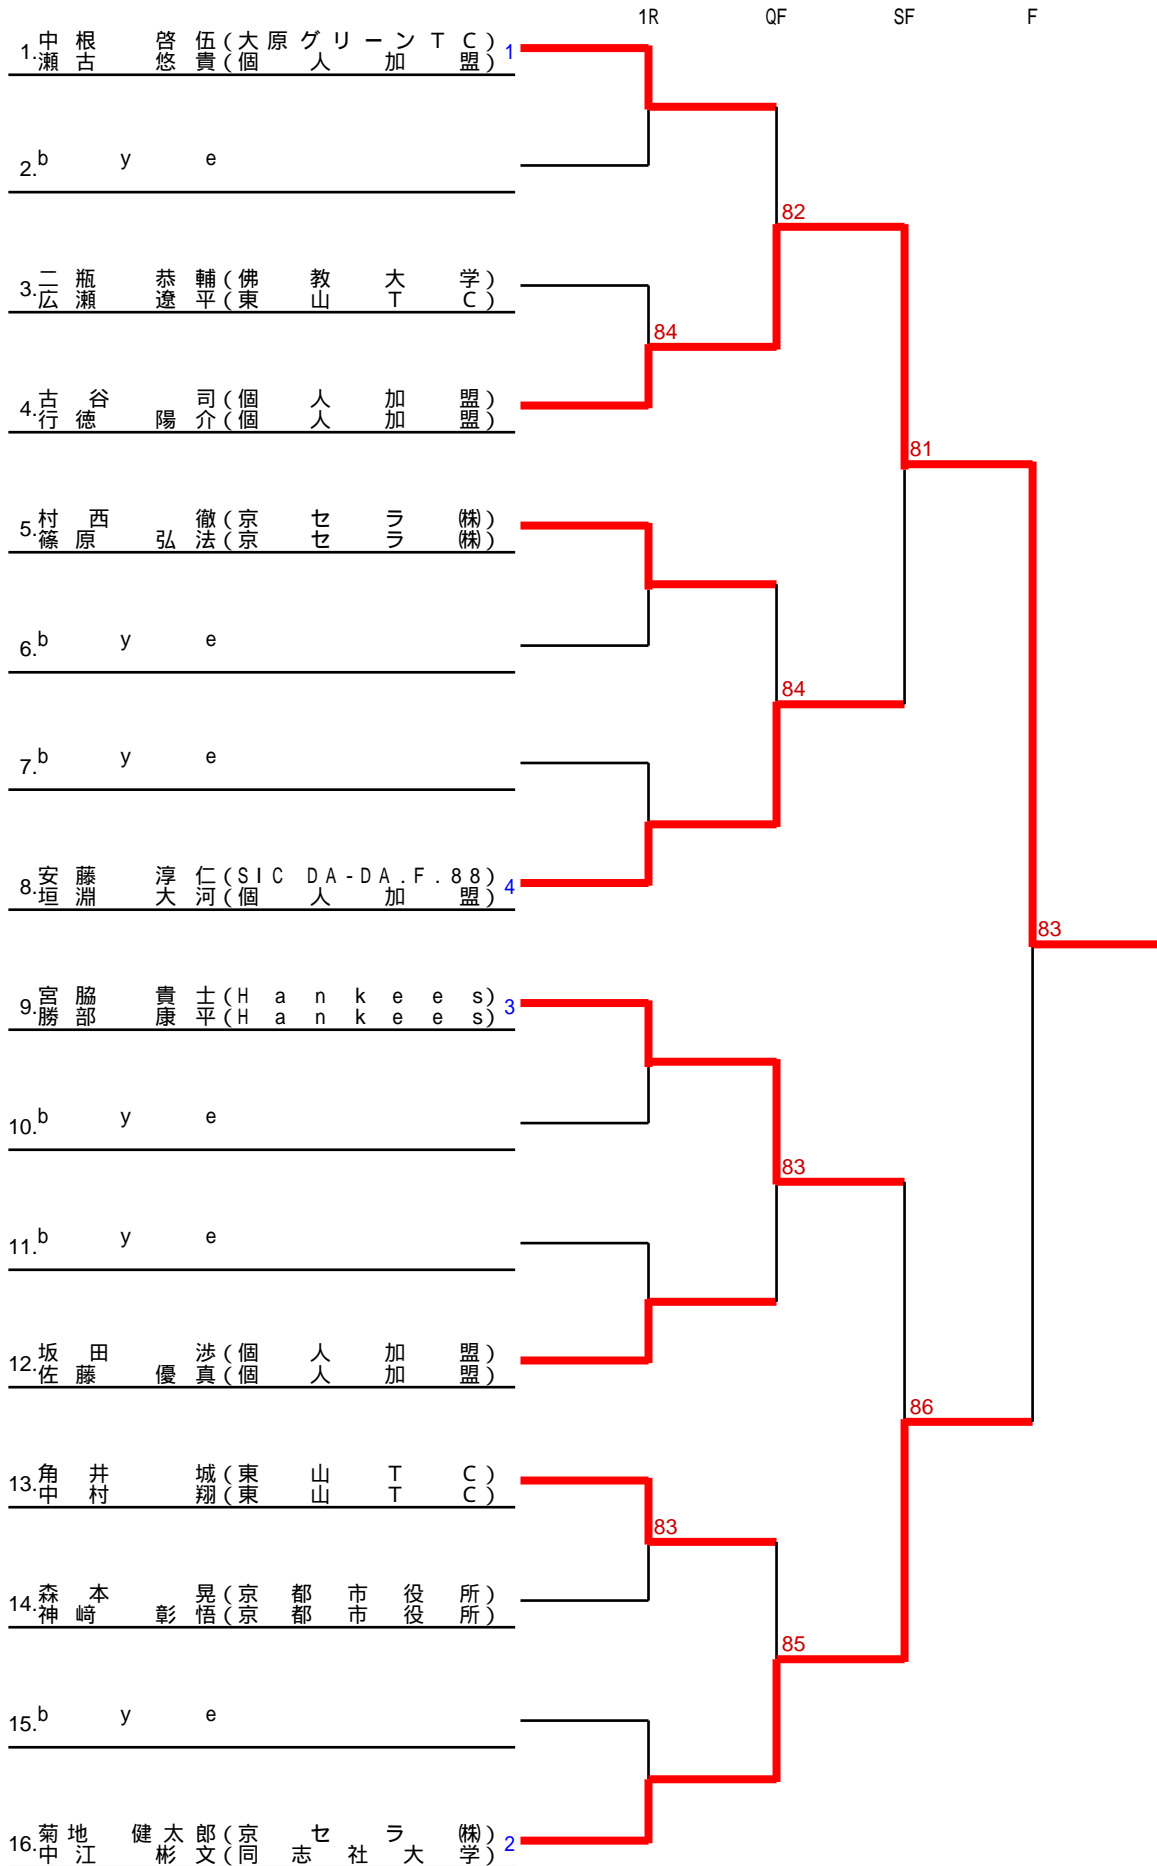 1R QF SF F
1. 中根 啓伍(大原グリーンTC) 1
瀬古 悠貴(個人加盟)
2. bye
82
3. 二瓶 恭輔(佛教大学)
広瀬 遼平(東山TC)
84
4. 古谷 司(個人加盟)
行徳 陽介(個人加盟)
81
5. 村西 徹(京セラ㈱)
篠原 弘法(京セラ㈱)
6. bye
84
7. bye
8. 安藤 淳仁(SIC DA-DA.F.88) 4
垣淵 大河(個人加盟)
83
9. 宮脇 貴士(Hankees) 3
勝部 康平(Hankees)
10. bye
83
11. bye
12. 坂田 渉(個人加盟)
佐藤 優真(個人加盟)
86
13. 角井 城(東山TC)
中村 翔(東山TC)
83
14. 森本 晃(京都市役所)
神﨑 彰悟(京都市役所)
85
15. bye
16. 菊地 健太郎(京セラ㈱) 2
中江 彬文(同志社大学)